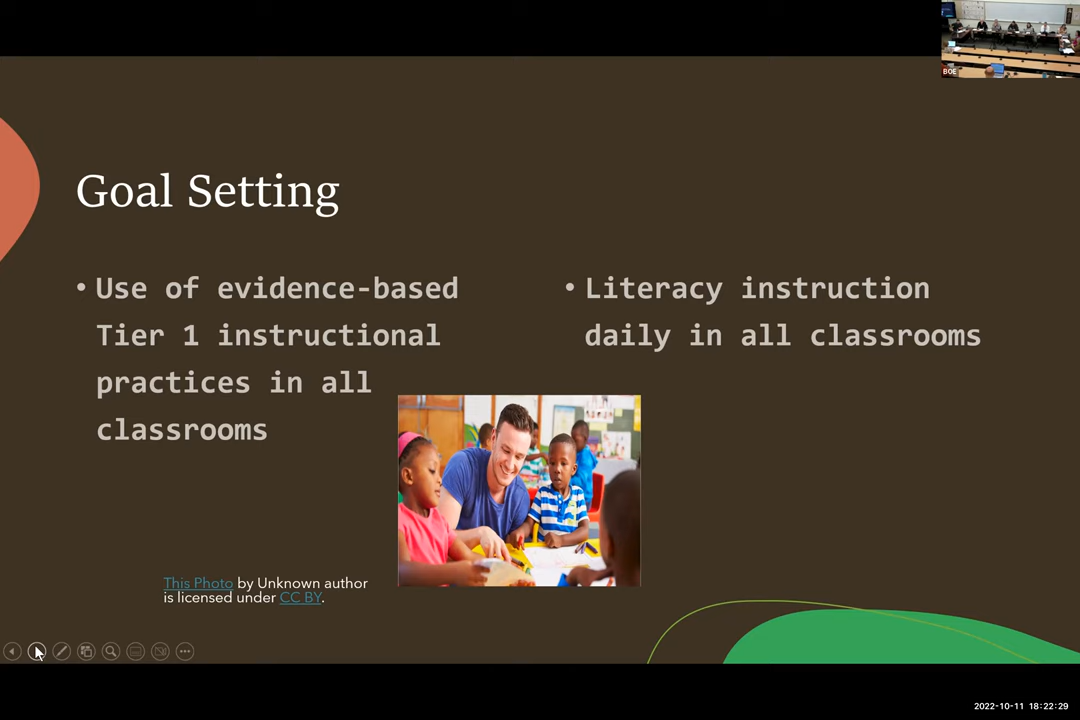 BOE
Goal Setting
• Use of evidence-based
Tier 1 instructional
practices in all
classrooms
• Literacy instruction
daily in all classrooms
This Photo by Unknown author
is licensed under CC BY.
2022-10-11 18:22:29